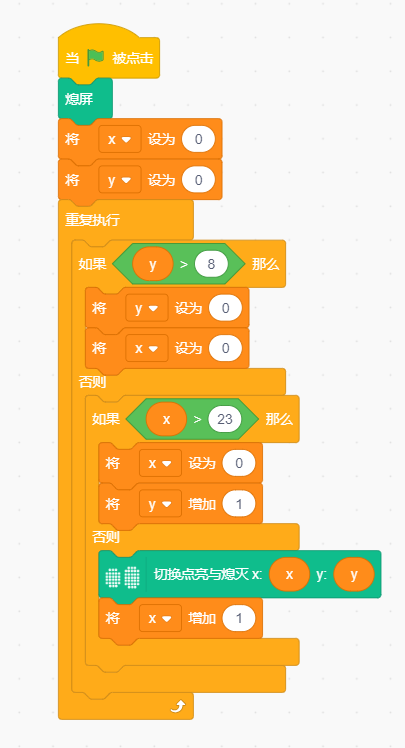 当 被点击
熄屏
将 x 设为 0
将 y 设为 0
重复执行
如果 y > 8 那么
将 y 设为 0
将 x 设为 0
否则
如果 x > 23 那么
将 x 设为 0
将 y 增加 1
否则
切换点亮与熄灭 x: x y: y
将 x 增加 1